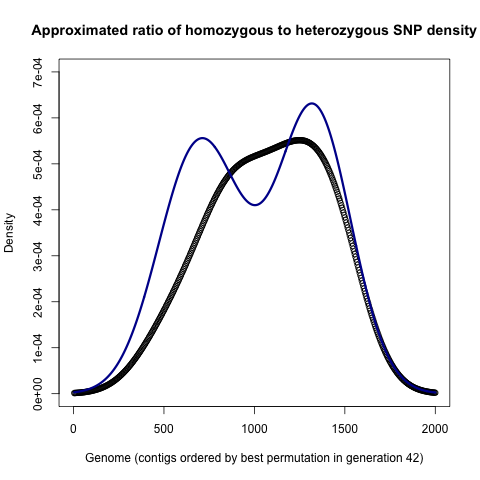 Approximated ratio of homozygous to heterozygous SNP density
7e-04
6e-04
5e-04
4e-04
3e-04
2e-04
1e-04
0e+00
Density
0 500 1000 1500 2000
Genome (contigs ordered by best permutation in generation 42)